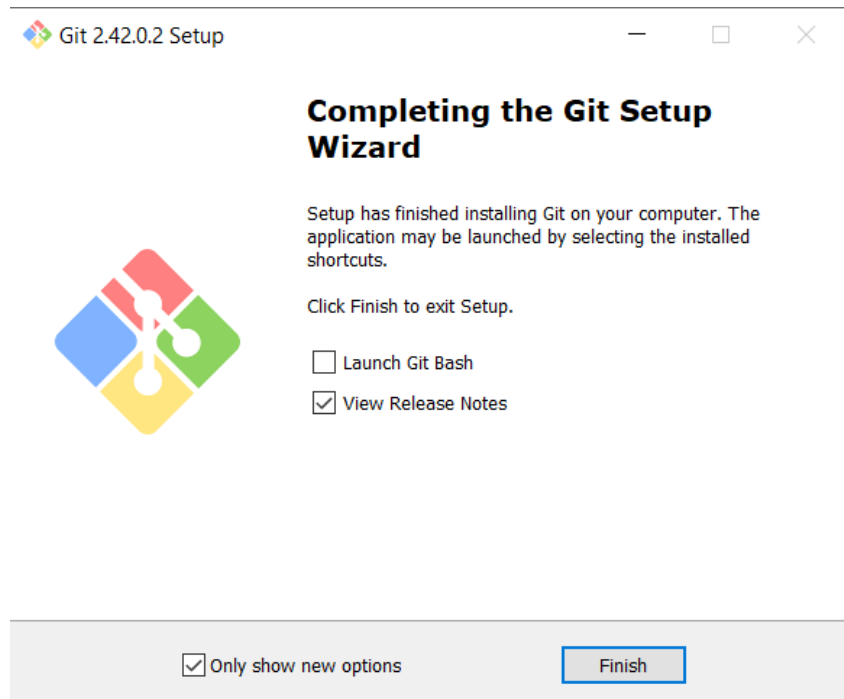 Git 2.42.0.2 Setup
Completing the Git Setup
Wizard
Setup has finished installing Git on your computer. The
application may be launched by selecting the installed
shortcuts.
Click Finish to exit Setup.
Launch Git Bash
View Release Notes
Only show new options
Finish